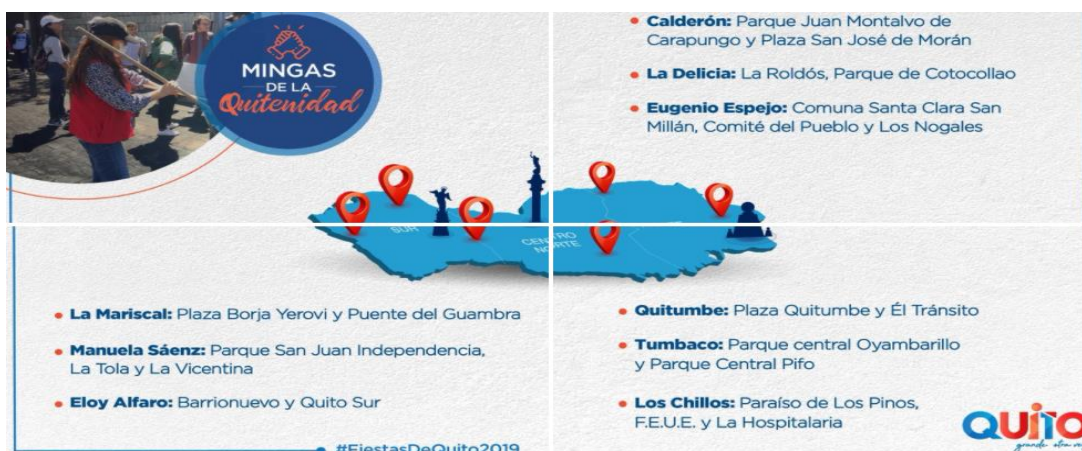 MINGAS
DE LA
Quiteñidad
• Calderón: Parque Juan Montalvo de
Carapungo y Plaza San José de Morán
• La Delicia: La Roldós, Parque de Cotocollao
• Eugenio Espejo: Comuna Santa Clara San
Millán, Comité del Pueblo y Los Nogales
SUR
CENTRO
NORTE
• La Mariscal: Plaza Borja Yerovi y Puente del Guambra
• Manuela Sáenz: Parque San Juan Independencia,
La Tola y La Vicentina
• Eloy Alfaro: Barrionuevo y Quito Sur
#FiestasDeQuito2019
• Quitumbe: Plaza Quitumbe y Él Tránsito
• Tumbaco: Parque central Oyambarillo
y Parque Central Pifo
• Los Chillos: Paraíso de Los Pinos,
F.E.U.E. y La Hospitalaria
QUITO
grande otra vez